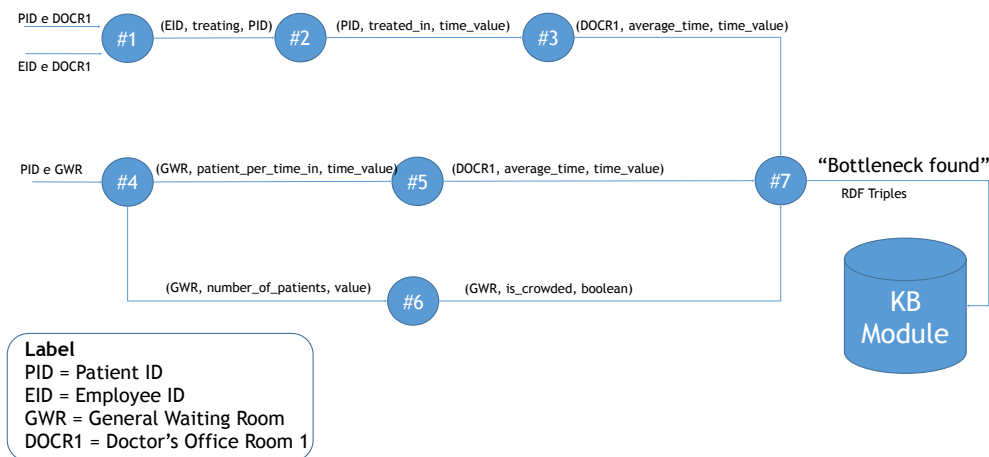 PID e DOCR1
EID e DOCR1
#1
(EID, treating, PID)
#2
(PID, treated_in, time_value)
#3
(DOCR1, average_time, time_value)
PID e GWR
#4
(GWR, patient_per_time_in, time_value)
#5
(DOCR1, average_time, time_value)
#7
“Bottleneck found”
RDF Triples
(GWR, number_of_patients, value)
#6
(GWR, is_crowded, boolean)
KB
Module
Label
PID = Patient ID
EID = Employee ID
GWR = General Waiting Room
DOCR1 = Doctor’s Office Room 1